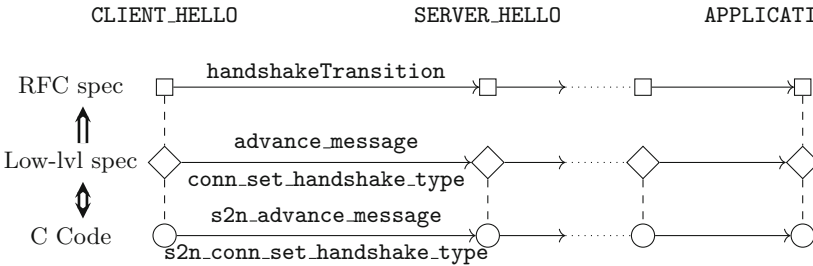 CLIENT_HELLO SERVER_HELLO APPLICATI
handshakeTransition
RFC spec
advance_message
Low-lvl spec
conn_set_handshake_type
s2n_advance_message
C Code
s2n_conn_set_handshake_type